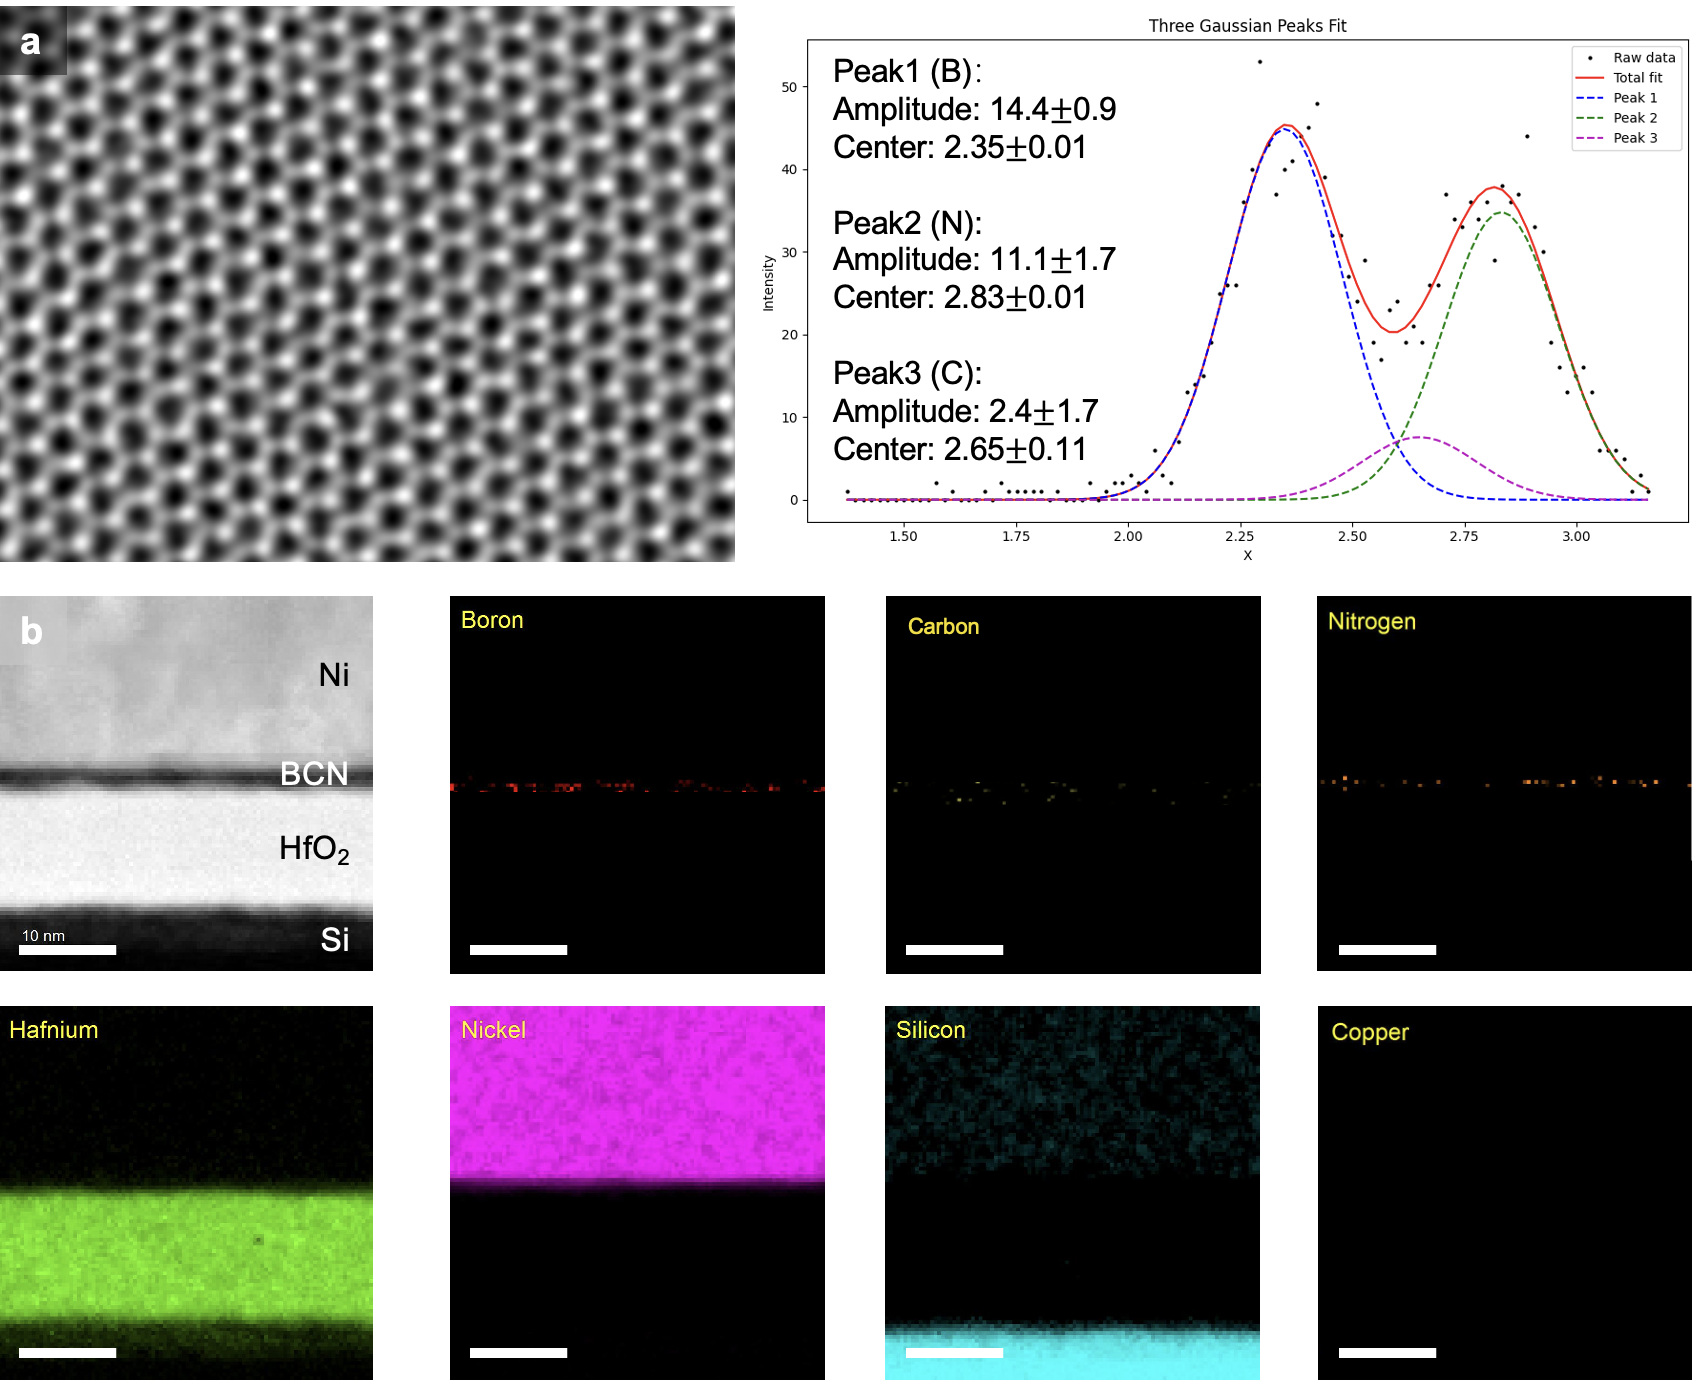 a
Three Gaussian Peaks Fit
Peak1 (B):
Amplitude: 14.4±0.9
Center: 2.35±0.01
Peak2 (N):
Amplitude: 11.1±1.7
Center: 2.83±0.01
Peak3 (C):
Amplitude: 2.4±1.7
Center: 2.65±0.11
Raw data
Total fit
Peak 1
Peak 2
Peak 3
Intensity
50
40
30
20
10
0
1.50 1.75 2.00 2.25 2.50 2.75 3.00
X
b
Ni
BCN
HfO₂
Si
10 nm
Boron
Carbon
Nitrogen
Hafnium
Nickel
Silicon
Copper